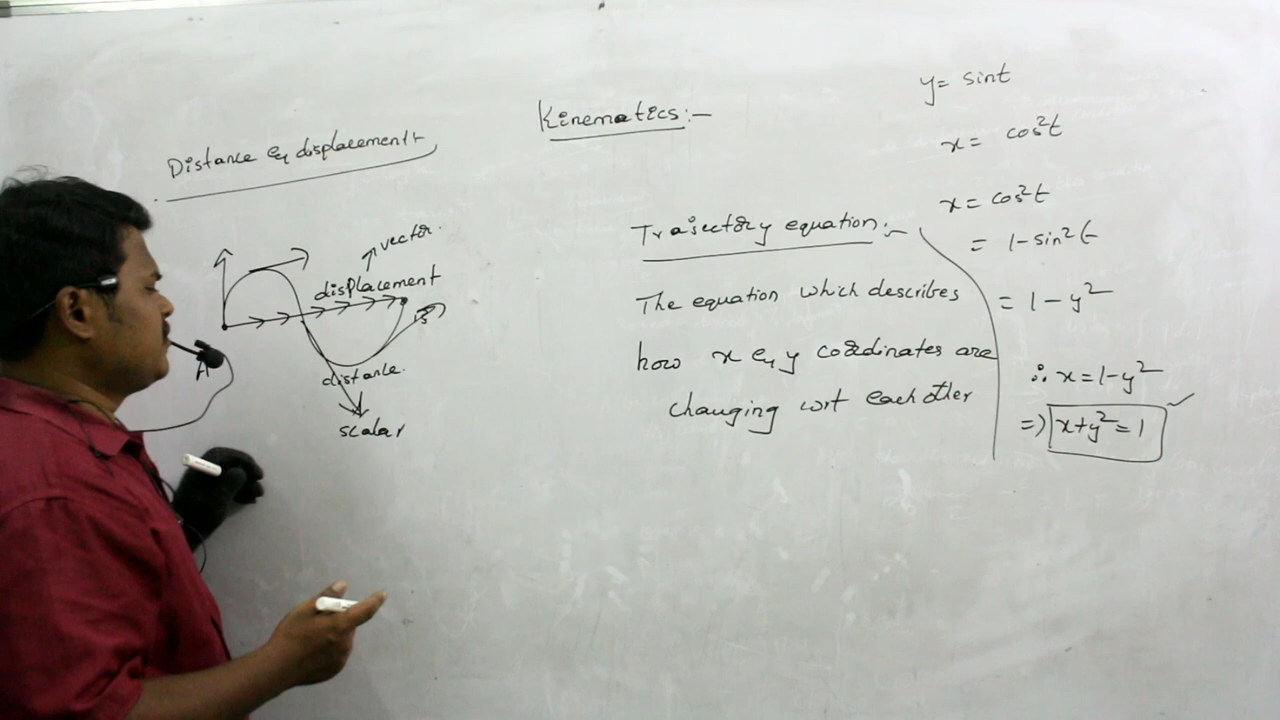 Kinematics:-
Distance & displacement:-
vector.
displacement
A
B
distance.
scalar
Trajectory equation:-
The equation which describes
how x & y coordinates are
changing wrt each other
y = sint
x = cos²t
x = cos²t
= 1-sin²t
= 1-y²
∴ x=1-y²
⇒ x+y²=1